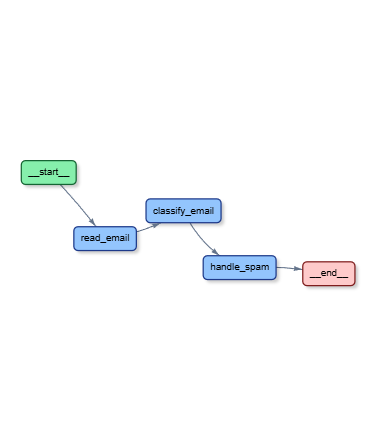 __start__
read_email
classify_email
handle_spam
__end__